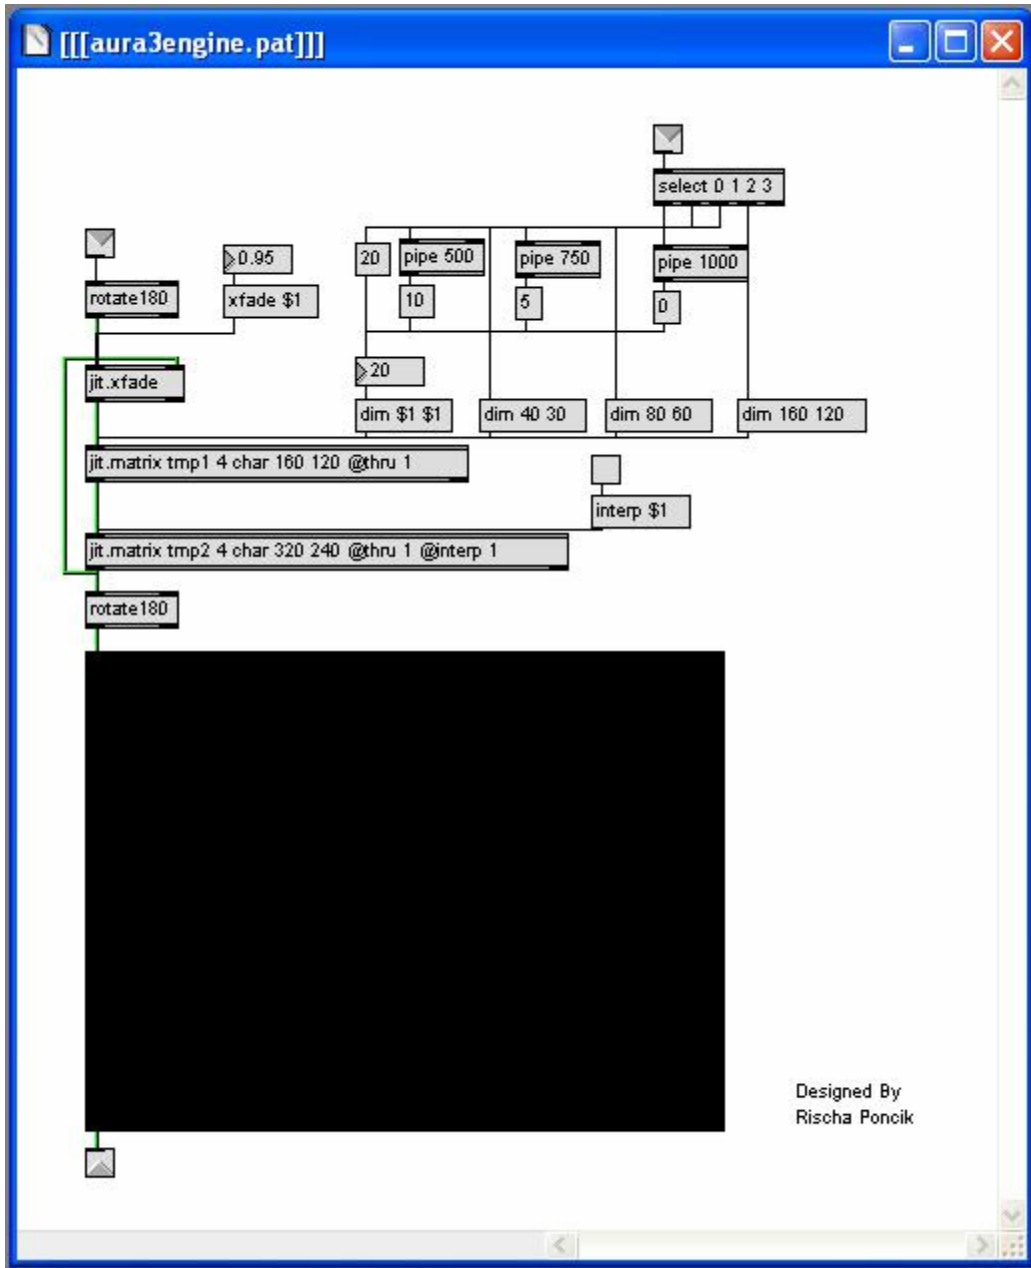 [[[aura3engine.pat]]]
select 0 1 2 3
0.95
20
pipe 500
pipe 750
pipe 1000
rotate180
xfade $1
10
5
0
jit.xfade
20
dim $1 $1
dim 40 30
dim 80 60
dim 160 120
jit.matrix tmp1 4 char 160 120 @thru 1
interp $1
jit.matrix tmp2 4 char 320 240 @thru 1 @interp 1
rotate180
Designed By
Rischa Poncik